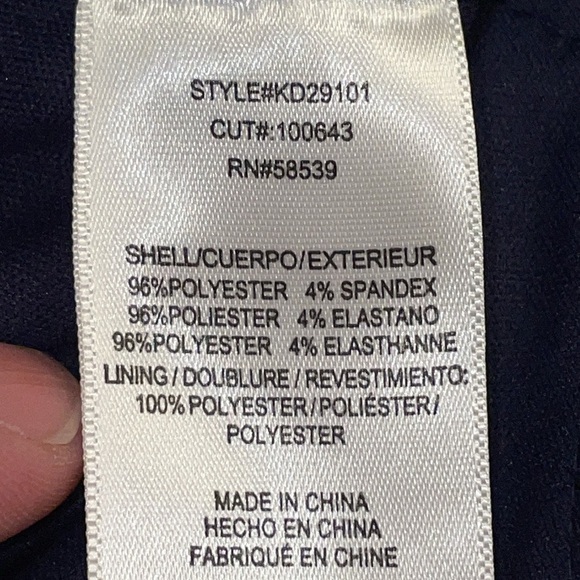 STYLE#KD29101
CUT#:100643
RN#58539
SHELL/CUERPO/EXTERIEUR
96%POLYESTER 4% SPANDEX
96%POLIESTER 4% ELASTANO
96%POLYESTER 4% ELASTHANNE
LINING / DOUBLURE / REVESTIMIENTO:
100% POLYESTER/POLIÉSTER/
POLYESTER
MADE IN CHINA
HECHO EN CHINA
FABRIQUÉ EN CHINE